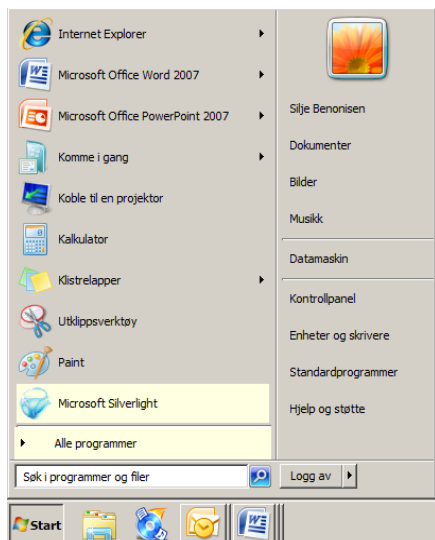 Internet Explorer
Microsoft Office Word 2007
Microsoft Office PowerPoint 2007
Komme i gang
Koble til en projektor
Kalkulator
Klistrelapper
Utklippsverktøy
Paint
Microsoft Silverlight
Alle programmer
Søk i programmer og filer
Silje Benonisen
Dokumenter
Bilder
Musikk
Datamaskin
Kontrollpanel
Enheter og skrivere
Standardprogrammer
Hjelp og støtte
Logg av
Start